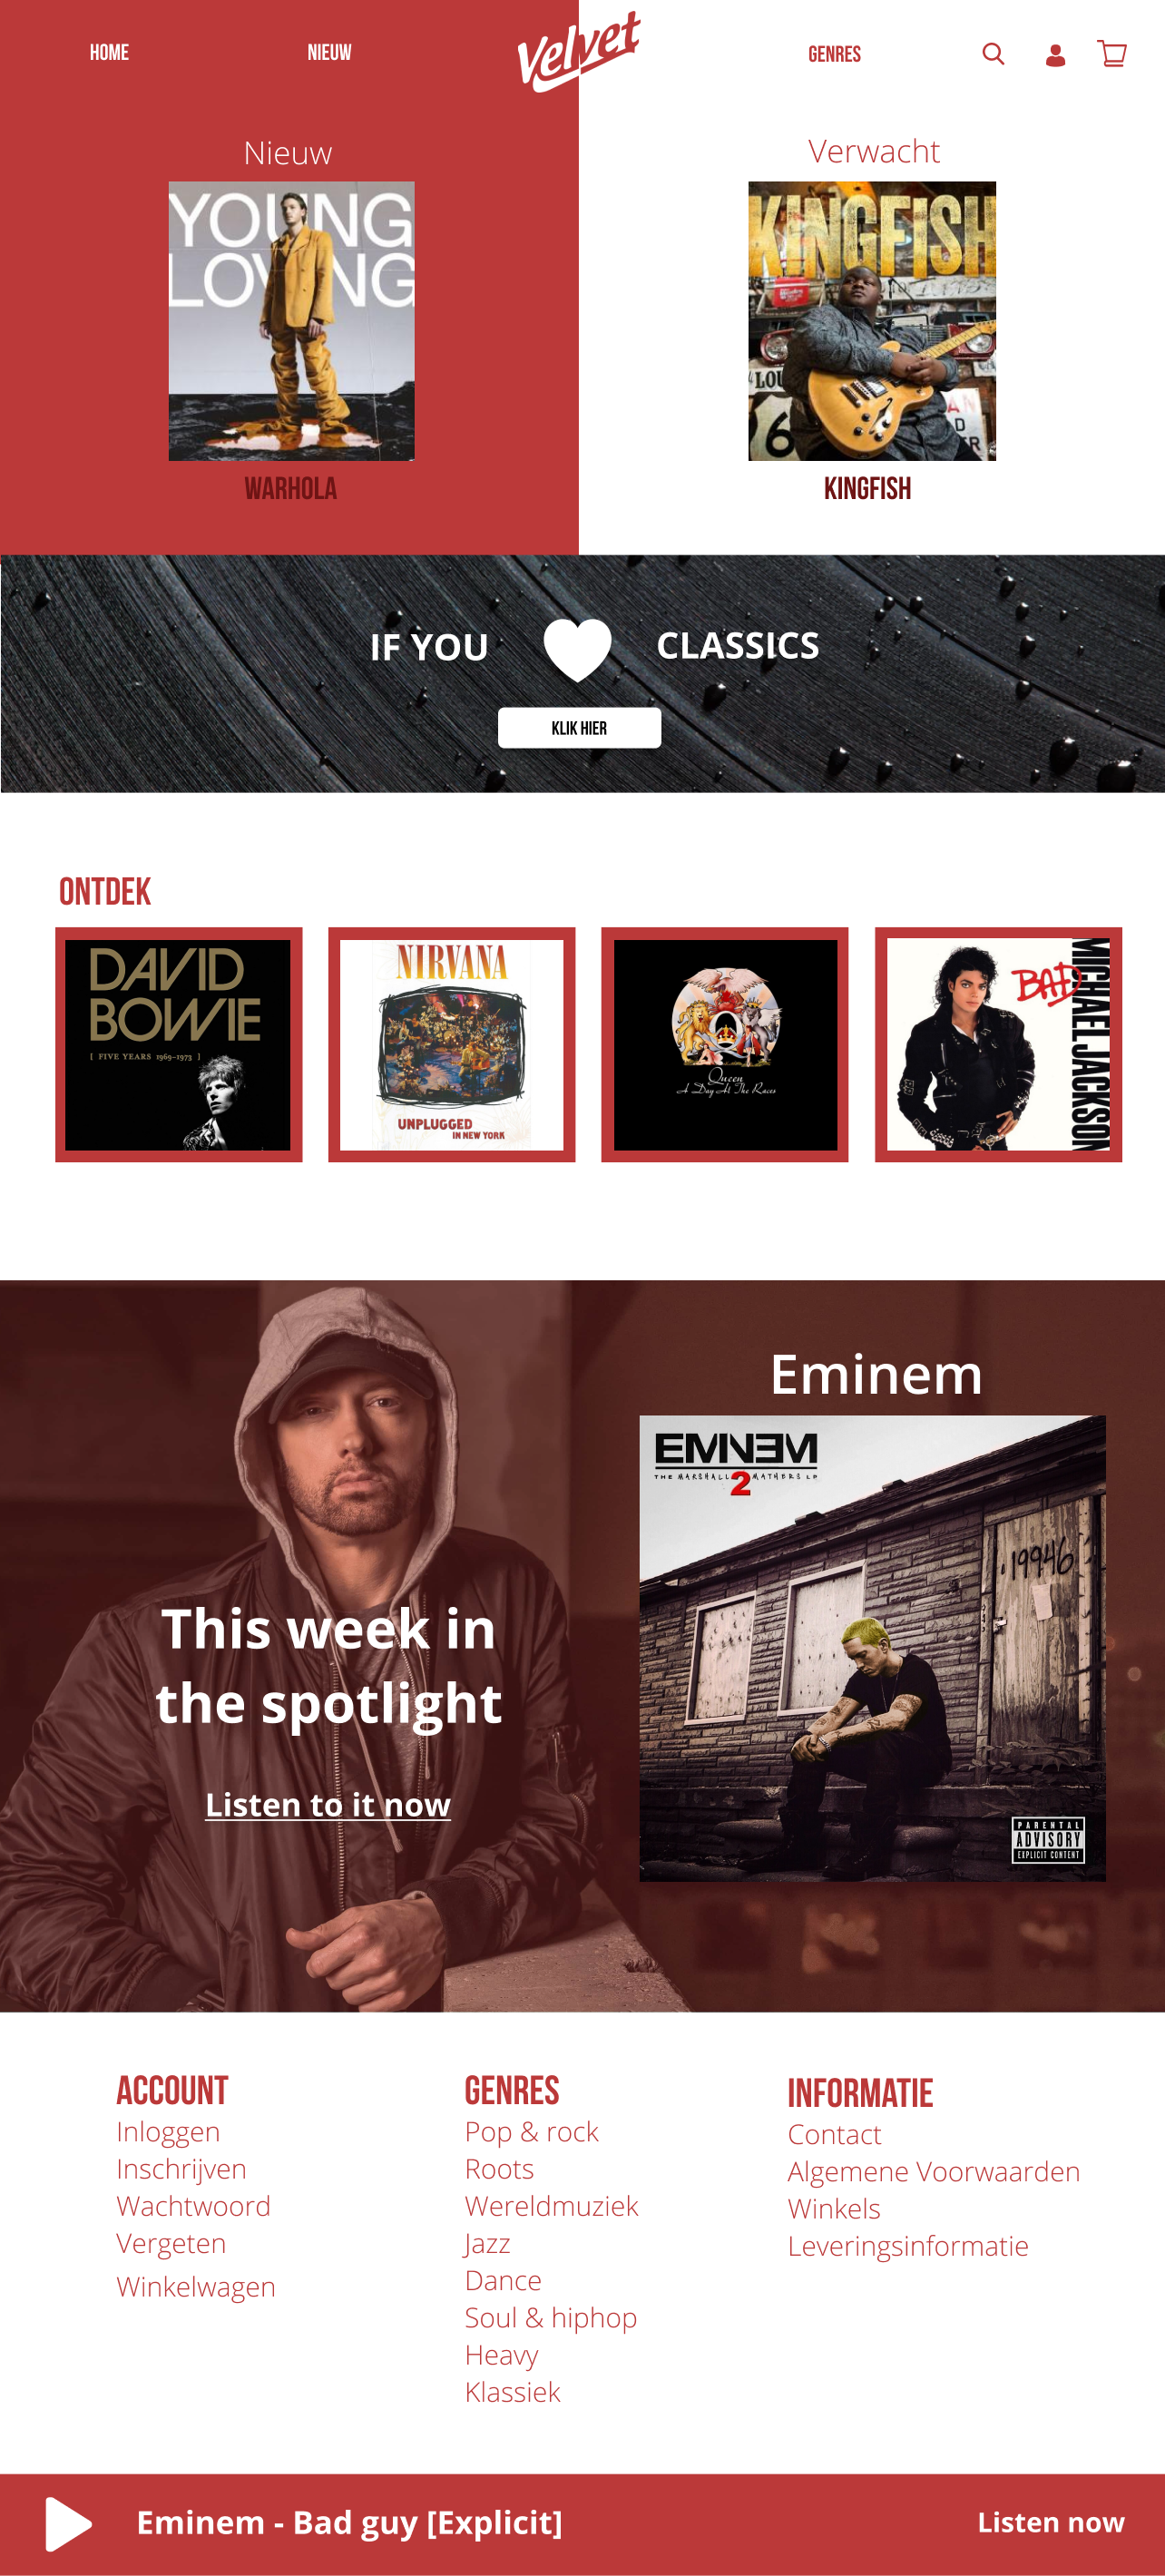 HOME
NIEUW
Velvet
GENRES
Nieuw
Verwacht
YOUNG
LOVING
KINGFISH
WARHOLA
KINGFISH
IF YOU
CLASSICS
KLIK HIER
ONTDEK
DAVID
BOWIE
[ FIVE YEARS 1969–1973 ]
NIRVANA
UNPLUGGED
IN NEW YORK
Queen
A Day At The Races
BAD
MICHAEL JACKSON
Eminem
EMINEM
THE MARSHALL MATHERS LP
2
19946
This week in
the spotlight
Listen to it now
PARENTAL
ADVISORY
EXPLICIT CONTENT
ACCOUNT
Inloggen
Inschrijven
Wachtwoord
Vergeten
Winkelwagen
GENRES
Pop & rock
Roots
Wereldmuziek
Jazz
Dance
Soul & hiphop
Heavy
Klassiek
INFORMATIE
Contact
Algemene Voorwaarden
Winkels
Leveringsinformatie
Eminem - Bad guy [Explicit]
Listen now